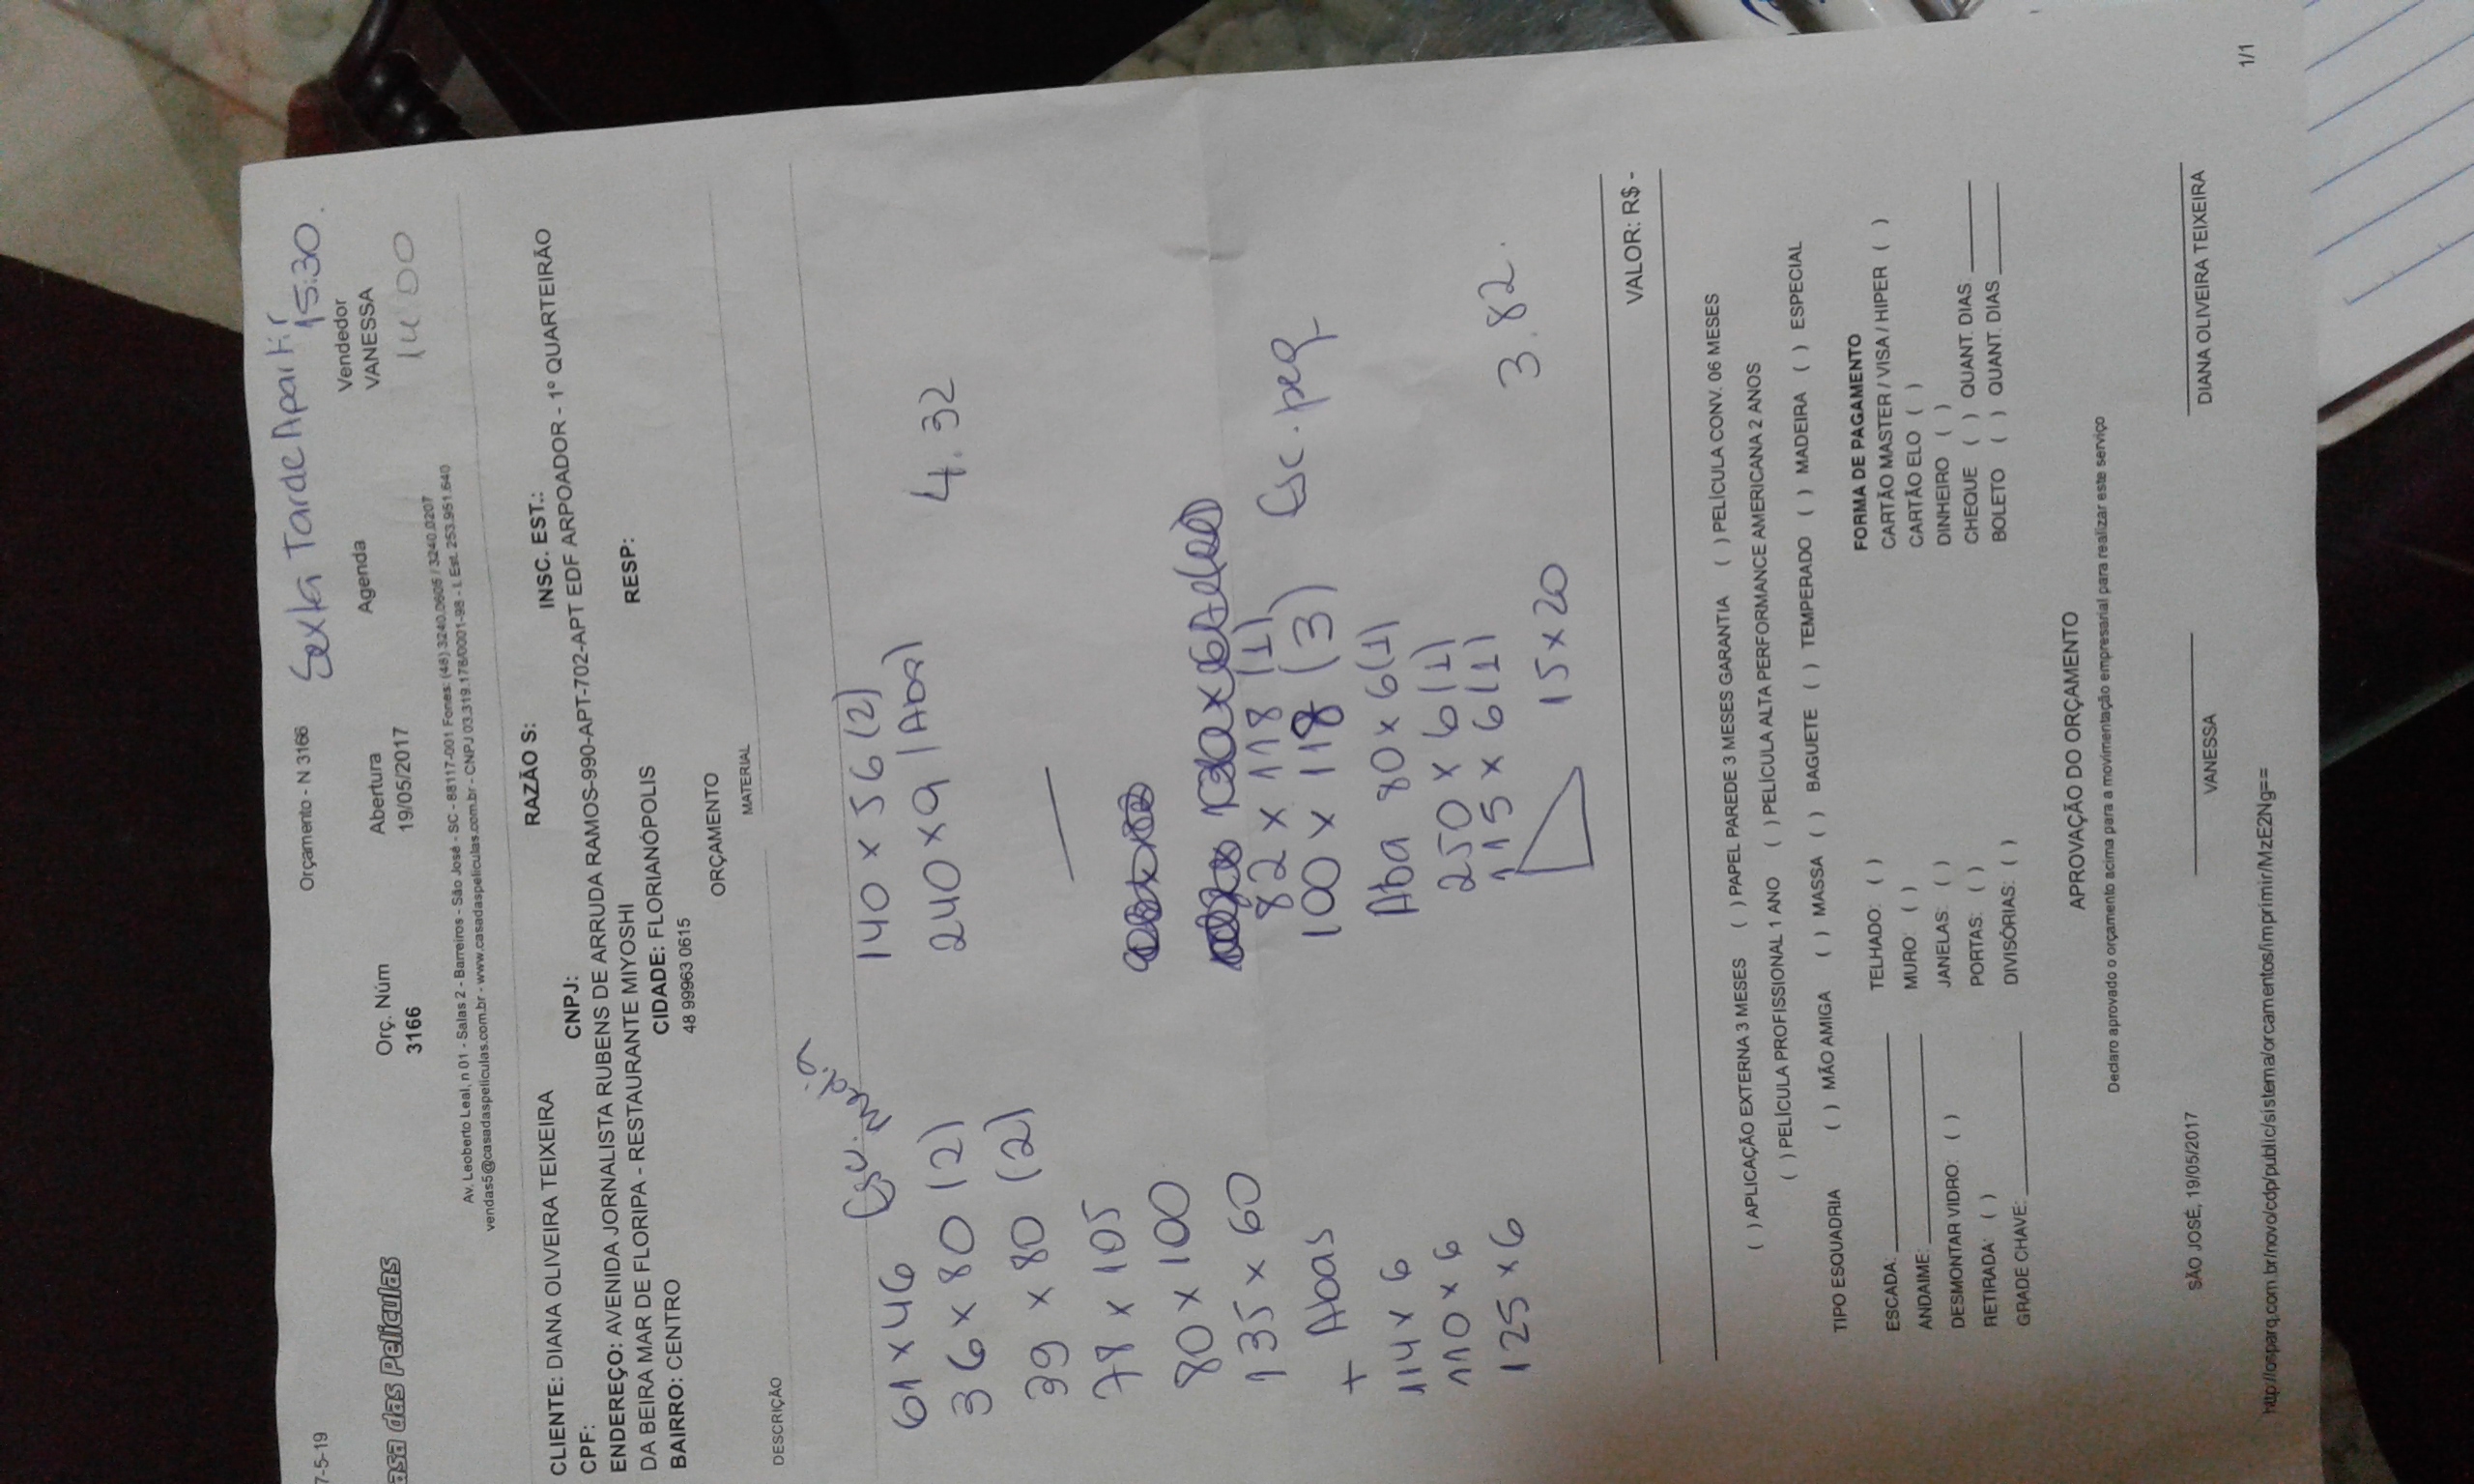 7-5-19
Orçamento - N 3166
Sexta Tarde Apartir
15:30.
asa das Películas
Orç. Núm
3166
Abertura
19/05/2017
Agenda
Vendedor
VANESSA
14:00
Av. Leoberto Leal, n 01 - Salas 2 - Barreiros - São José - SC - 88117-001 Fones: (48) 3240.0606 / 3240.0207
vendas5@casadaspeliculas.com.br - www.casadaspeliculas.com.br - CNPJ 03.319.178/0001-98 - I. Est. 253.951.640
CLIENTE: DIANA OLIVEIRA TEIXEIRA RAZÃO S:
CPF: CNPJ: INSC. EST.:
ENDEREÇO: AVENIDA JORNALISTA RUBENS DE ARRUDA RAMOS-990-APT-702-APT EDF ARPOADOR - 1º QUARTEIRÃO
DA BEIRA MAR DE FLORIPA - RESTAURANTE MIYOSHI
BAIRRO: CENTRO CIDADE: FLORIANÓPOLIS RESP:
48 99963 0615
ORÇAMENTO
DESCRIÇÃO MATERIAL
61 x 46
36 x 80 (2)
39 x 80 (2)
78 x 105
80 x 100
135 x 60
+ Abas
114 x 6
110 x 6
125 x 6
140 x 56 (2)
240 x 9 (Aba) 4.32
82 x 118 (1)
100 x 118 (3) Esc. peq
Aba 80 x 6 (1)
250 x 6 (1)
115 x 6 (1)
15 x 20 3.82.
VALOR: R$ -
( ) APLICAÇÃO EXTERNA 3 MESES ( ) PAPEL PAREDE 3 MESES GARANTIA ( ) PELÍCULA CONV. 06 MESES
( ) PELÍCULA PROFISSIONAL 1 ANO ( ) PELÍCULA ALTA PERFORMANCE AMERICANA 2 ANOS
TIPO ESQUADRIA ( ) MÃO AMIGA ( ) MASSA ( ) BAGUETE ( ) TEMPERADO ( ) MADEIRA ( ) ESPECIAL
ESCADA:
ANDAIME:
DESMONTAR VIDRO: ( )
RETIRADA: ( )
GRADE CHAVE:
TELHADO: ( )
MURO: ( )
JANELAS: ( )
PORTAS: ( )
DIVISÓRIAS: ( )
FORMA DE PAGAMENTO
CARTÃO MASTER / VISA / HIPER ( )
CARTÃO ELO ( )
DINHEIRO ( )
CHEQUE ( ) QUANT. DIAS
BOLETO ( ) QUANT. DIAS
APROVAÇÃO DO ORÇAMENTO
Declaro aprovado o orçamento acima para a movimentação empresarial para realizar este serviço
SÃO JOSÉ, 19/05/2017
VANESSA
DIANA OLIVEIRA TEIXEIRA
http://osparq.com.br/novo/cdp/public/sistema/orcamentos/imprimir/MzE2Ng==
1/1